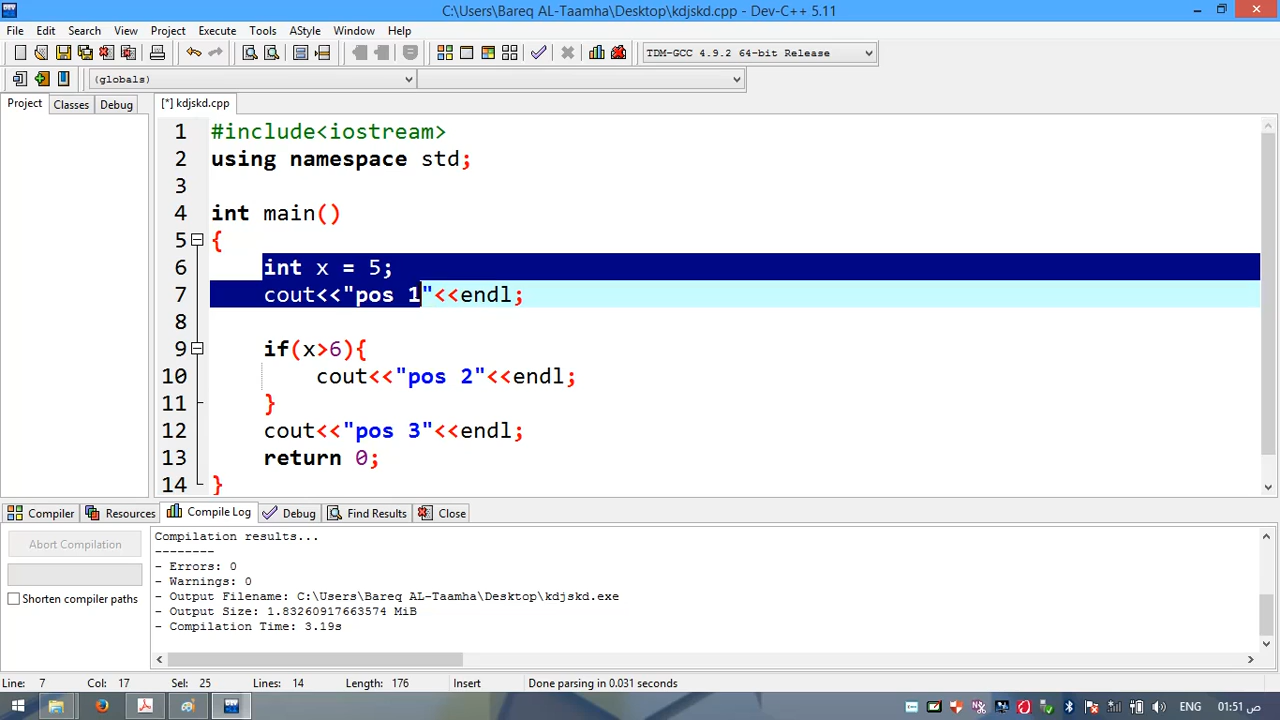 C:\Users\Bareq AL-Taamha\Desktop\kdjskd.cpp - Dev-C++ 5.11
File Edit Search View Project Execute Tools AStyle Window Help
TDM-GCC 4.9.2 64-bit Release
(globals)
Project Classes Debug [*] kdjskd.cpp
1 #include<iostream>
2 using namespace std;
3
4 int main()
5 {
6 int x = 5;
7 cout<<"pos 1"<<endl;
8
9 if(x>6){
10 cout<<"pos 2"<<endl;
11 }
12 cout<<"pos 3"<<endl;
13 return 0;
14 }
Compiler Resources Compile Log Debug Find Results Close
Abort Compilation
Shorten compiler paths
Compilation results...
--------
- Errors: 0
- Warnings: 0
- Output Filename: C:\Users\Bareq AL-Taamha\Desktop\kdjskd.exe
- Output Size: 1.83260917663574 MiB
- Compilation Time: 3.19s
Line: 7 Col: 17 Sel: 25 Lines: 14 Length: 176 Insert Done parsing in 0.031 seconds
ENG 01:51 ص